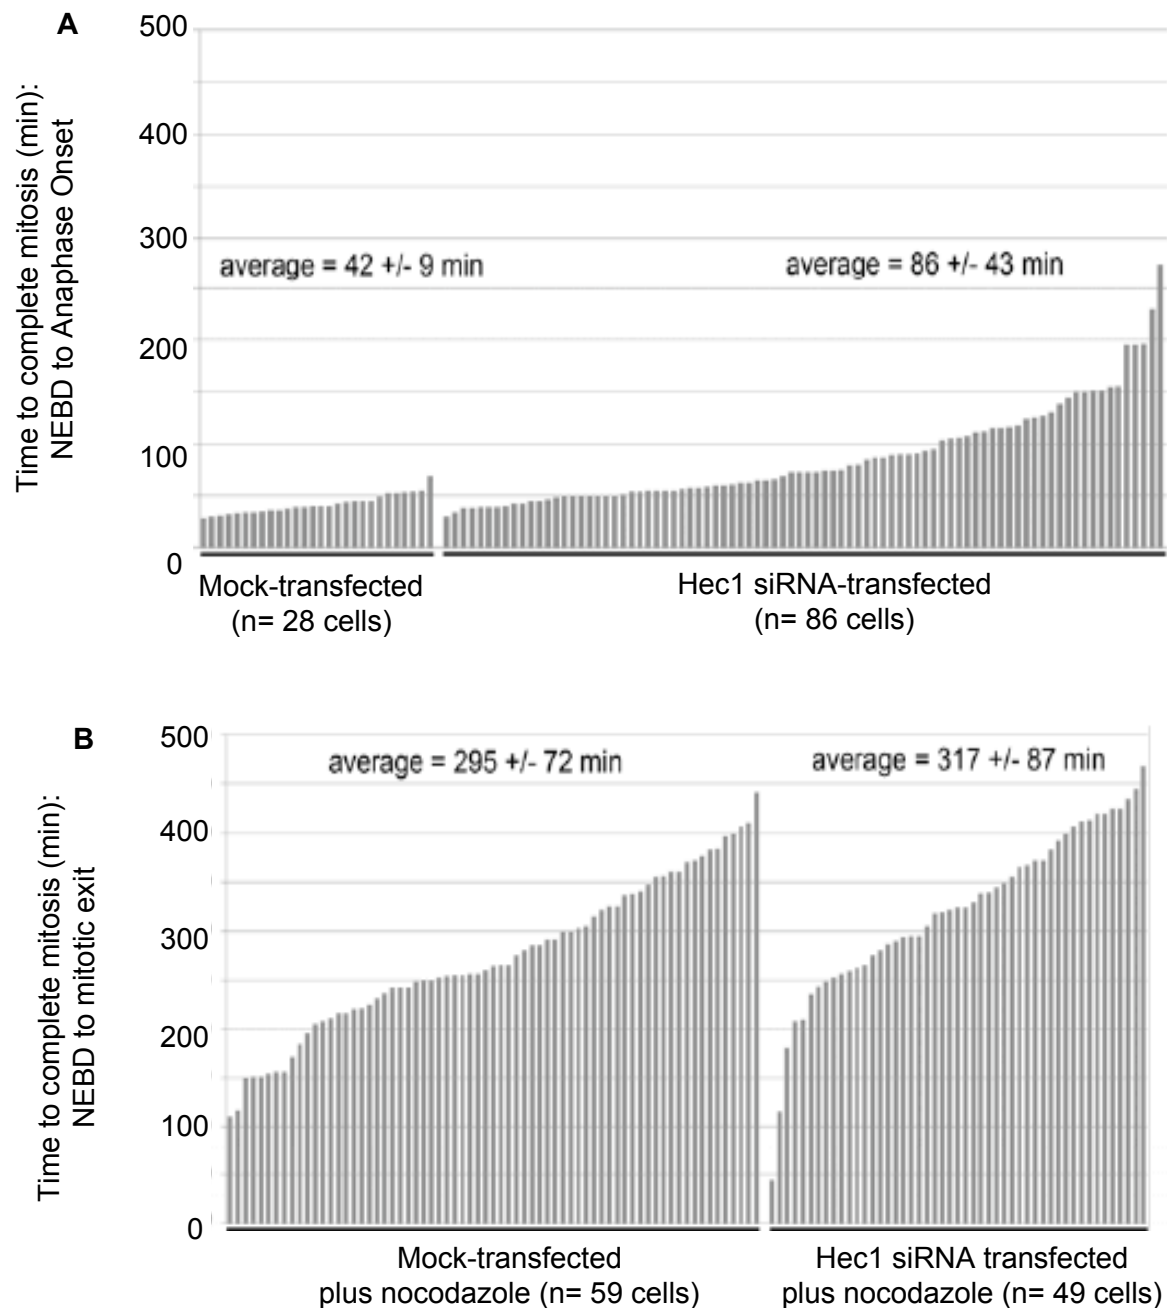 A
Time to complete mitosis (min):
NEBD to Anaphase Onset
500
400
300
200
100
0
average = 42 +/- 9 min
average = 86 +/- 43 min
Mock-transfected
(n= 28 cells)
Hec1 siRNA-transfected
(n= 86 cells)
B
Time to complete mitosis (min):
NEBD to mitotic exit
500
400
300
200
100
0
average = 295 +/- 72 min
average = 317 +/- 87 min
Mock-transfected
plus nocodazole (n= 59 cells)
Hec1 siRNA transfected
plus nocodazole (n= 49 cells)